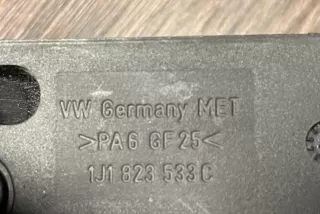 VW Germany MET
>PA6 GF25<
1J1 823 533 C